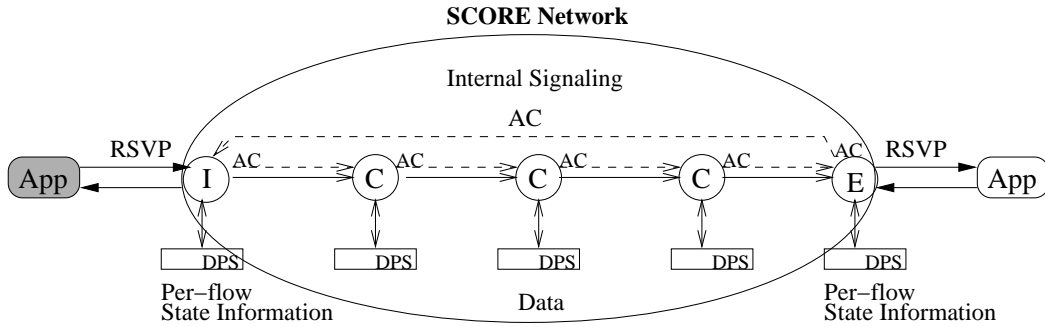 SCORE Network
Internal Signaling
AC
RSVP AC AC AC AC AC RSVP
App I C C C E App
DPS DPS DPS DPS DPS
Per−flow Per−flow
State Information Data State Information